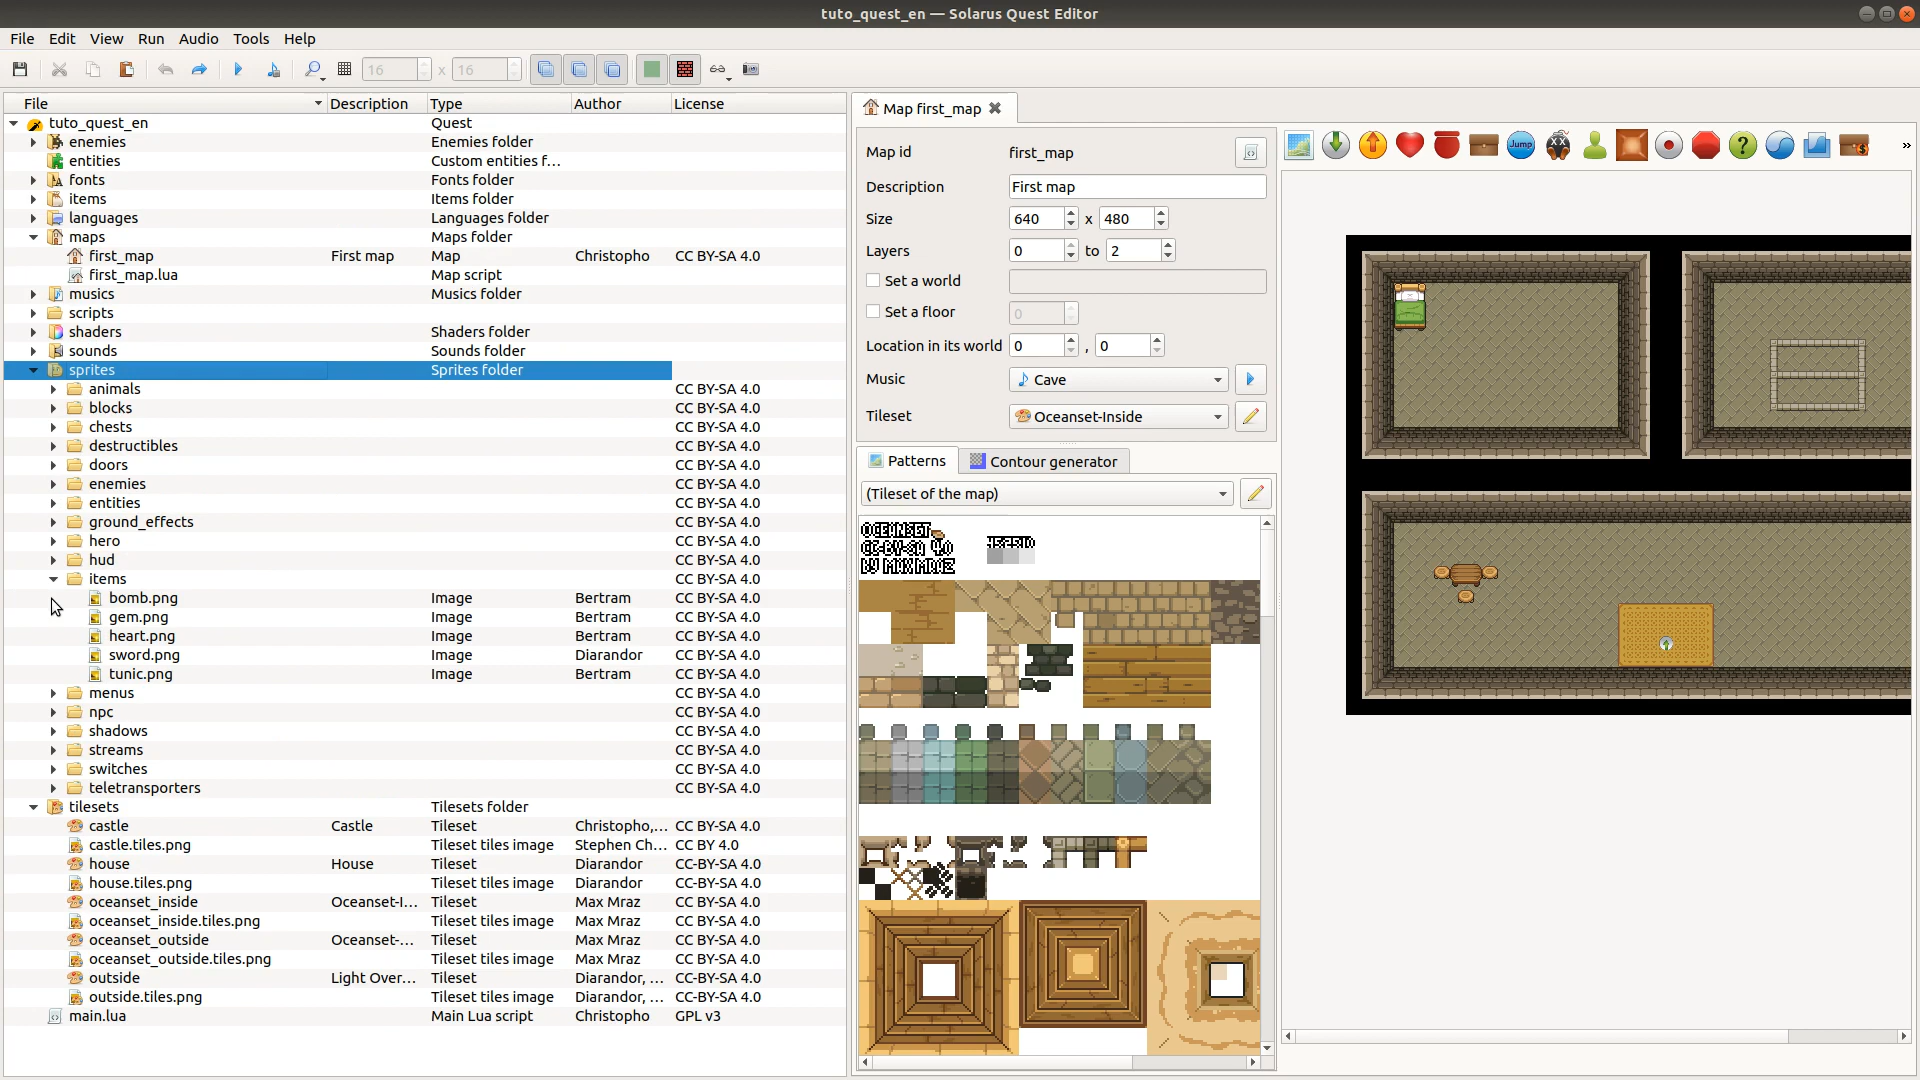 tuto_quest_en — Solarus Quest Editor
File Edit View Run Audio Tools Help
16 x 16
File Description Type Author License
tuto_quest_en Quest
enemies Enemies folder
entities Custom entities f...
fonts Fonts folder
items Items folder
languages Languages folder
maps Maps folder
first_map First map Map Christopho CC BY-SA 4.0
first_map.lua Map script
musics Musics folder
scripts
shaders Shaders folder
sounds Sounds folder
sprites Sprites folder
animals CC BY-SA 4.0
blocks CC BY-SA 4.0
chests CC BY-SA 4.0
destructibles CC BY-SA 4.0
doors CC BY-SA 4.0
enemies CC BY-SA 4.0
entities CC BY-SA 4.0
ground_effects CC BY-SA 4.0
hero CC BY-SA 4.0
hud CC BY-SA 4.0
items CC BY-SA 4.0
bomb.png Image Bertram CC BY-SA 4.0
gem.png Image Bertram CC BY-SA 4.0
heart.png Image Bertram CC BY-SA 4.0
sword.png Image Diarandor CC BY-SA 4.0
tunic.png Image Bertram CC BY-SA 4.0
menus CC BY-SA 4.0
npc CC BY-SA 4.0
shadows CC BY-SA 4.0
streams CC BY-SA 4.0
switches CC BY-SA 4.0
teletransporters CC BY-SA 4.0
tilesets Tilesets folder
castle Castle Tileset Christopho,... CC BY-SA 4.0
castle.tiles.png Tileset tiles image Stephen Ch... CC BY 4.0
house House Tileset Diarandor CC-BY-SA 4.0
house.tiles.png Tileset tiles image Diarandor CC-BY-SA 4.0
oceanset_inside Oceanset-I... Tileset Max Mraz CC BY-SA 4.0
oceanset_inside.tiles.png Tileset tiles image Max Mraz CC BY-SA 4.0
oceanset_outside Oceanset-... Tileset Max Mraz CC BY-SA 4.0
oceanset_outside.tiles.png Tileset tiles image Max Mraz CC BY-SA 4.0
outside Light Over... Tileset Diarandor, ... CC-BY-SA 4.0
outside.tiles.png Tileset tiles image Diarandor, ... CC-BY-SA 4.0
main.lua Main Lua script Christopho GPL v3
Map first_map
Map id first_map
Description First map
Size 640 x 480
Layers 0 to 2
Set a world
Set a floor 0
Location in its world 0 , 0
Music Cave
Tileset Oceanset-Inside
Patterns Contour generator
(Tileset of the map)
OCEANSET
CC-BY-SA 4.0
BY MAX MRAZ
Jump
»